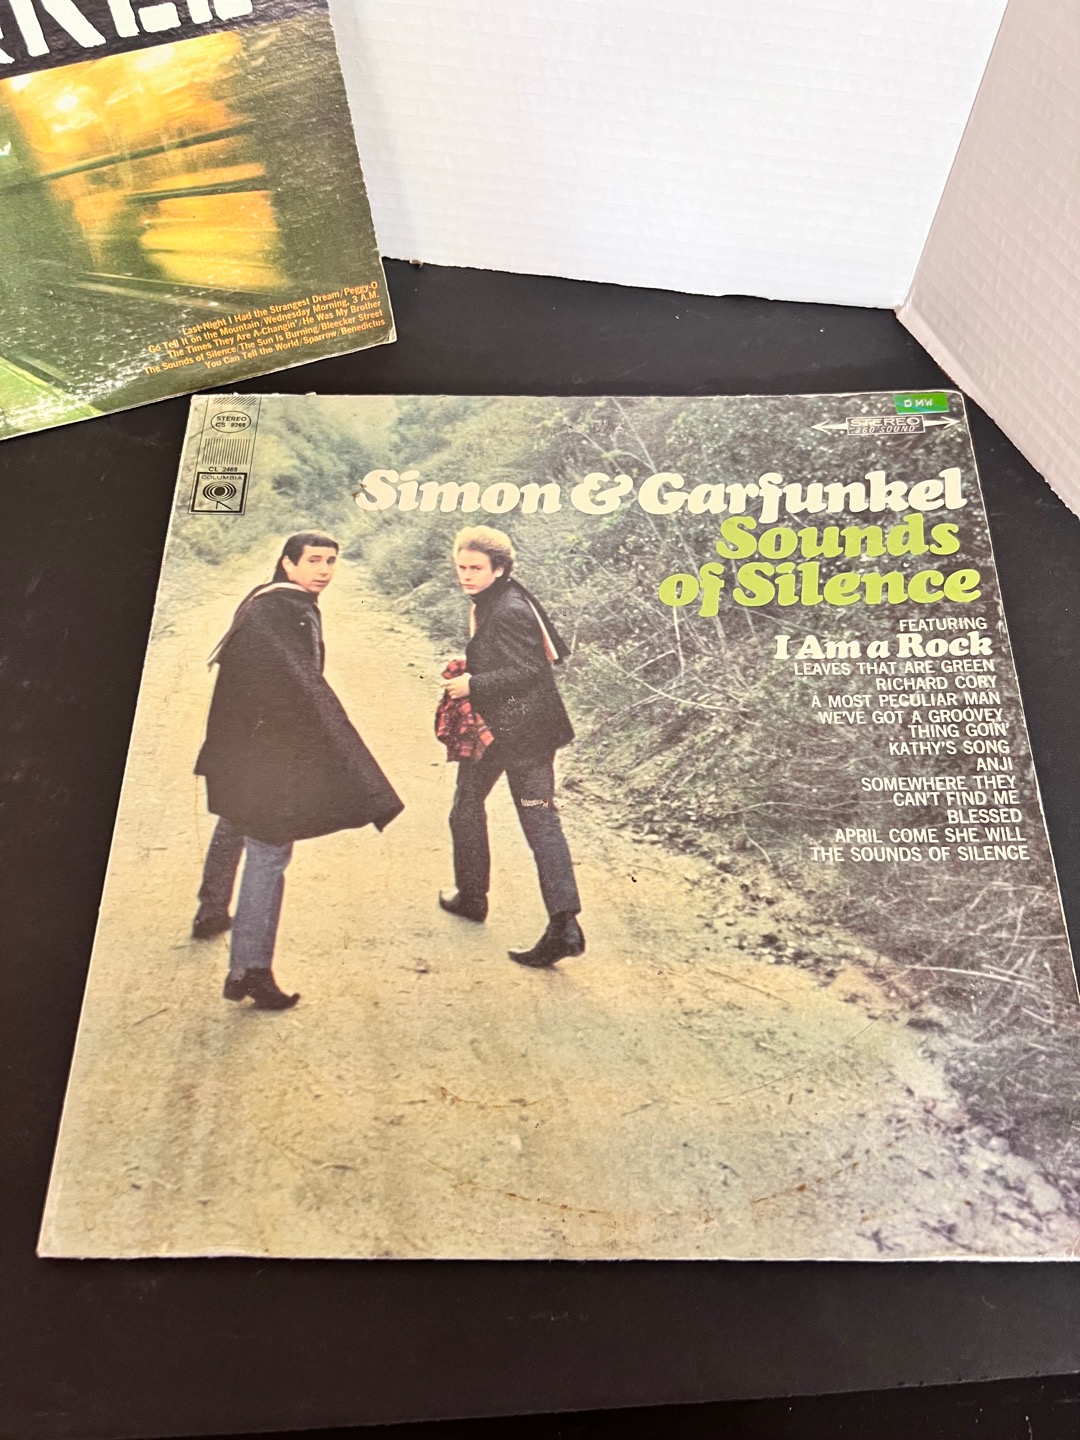 Last Night I Had the Strangest Dream/Peggy-O
Go Tell It on the Mountain/Wednesday Morning, 3 A.M.
The Times They Are A-Changin'/He Was My Brother
The Sounds of Silence/The Sun Is Burning/Bleecker Street
You Can Tell the World/Sparrow/Benedictus
STEREO
CS 9269
CL 2469
COLUMBIA
DMW
STEREO
"360 SOUND"
Simon & Garfunkel
Sounds
of Silence
FEATURING
I Am a Rock
LEAVES THAT ARE GREEN
RICHARD CORY
A MOST PECULIAR MAN
WE'VE GOT A GROOVEY
THING GOIN'
KATHY'S SONG
ANJI
SOMEWHERE THEY
CAN'T FIND ME
BLESSED
APRIL COME SHE WILL
THE SOUNDS OF SILENCE